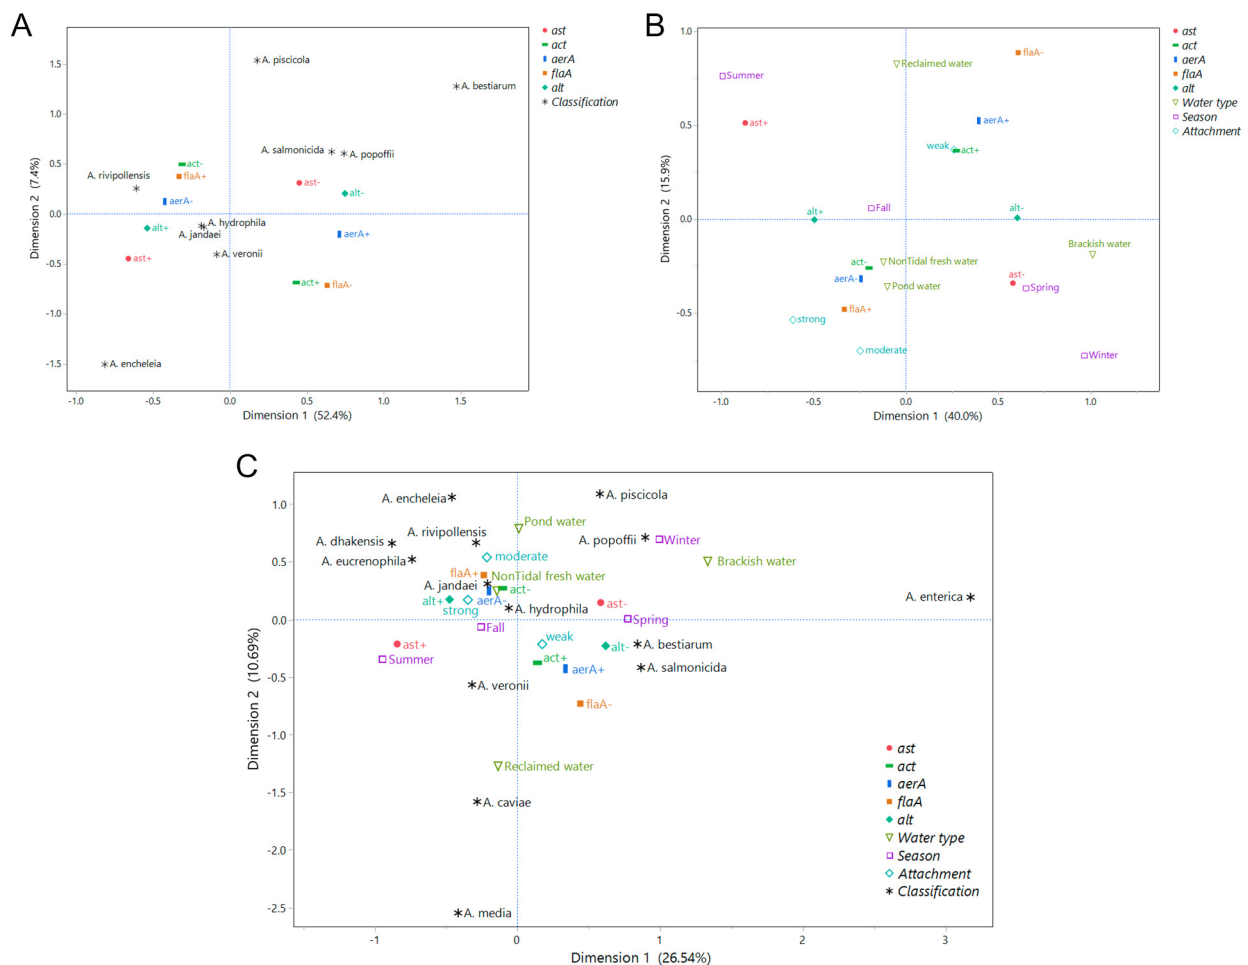 A
ast
act
aerA
flaA
alt
Classification
1.5
1.0
0.5
0.0
-0.5
-1.0
-1.5
Dimension 2 (7.4%)
A. piscicola
A. bestiarum
A. salmonicida
A. popoffii
act-
flaA+
A. rivipollensis
aerA-
ast-
alt-
A. hydrophila
alt+
A. jandaei
aerA+
A. veronii
ast+
act+
flaA-
A. encheleia
-1.0
-0.5
0.0
0.5
1.0
1.5
Dimension 1 (52.4%)
B
ast
act
aerA
flaA
alt
Water type
Season
Attachment
1.0
0.5
0.0
-0.5
Dimension 2 (15.9%)
flaA-
Reclaimed water
Summer
ast+
aerA+
weak
act+
alt+
Fall
alt-
Brackish water
act-
NonTidal fresh water
aerA-
Pond water
ast-
Spring
flaA+
strong
moderate
Winter
-1.0
-0.5
0.0
0.5
1.0
Dimension 1 (40.0%)
C
1.0
0.5
0.0
-0.5
-1.0
-1.5
-2.0
-2.5
Dimension 2 (10.69%)
A. encheleia
A. piscicola
Pond water
A. rivipollensis
A. dhakensis
A. popoffii
Winter
A. eucrenophila
moderate
Brackish water
flaA+
NonTidal fresh water
A. jandaei
act-
A. enterica
alt+
aerA-
strong
A. hydrophila
ast-
Fall
Spring
ast+
weak
alt-
A. bestiarum
Summer
act+
aerA+
A. salmonicida
A. veronii
flaA-
Reclaimed water
A. caviae
A. media
ast
act
aerA
flaA
alt
Water type
Season
Attachment
Classification
-1
0
1
2
3
Dimension 1 (26.54%)